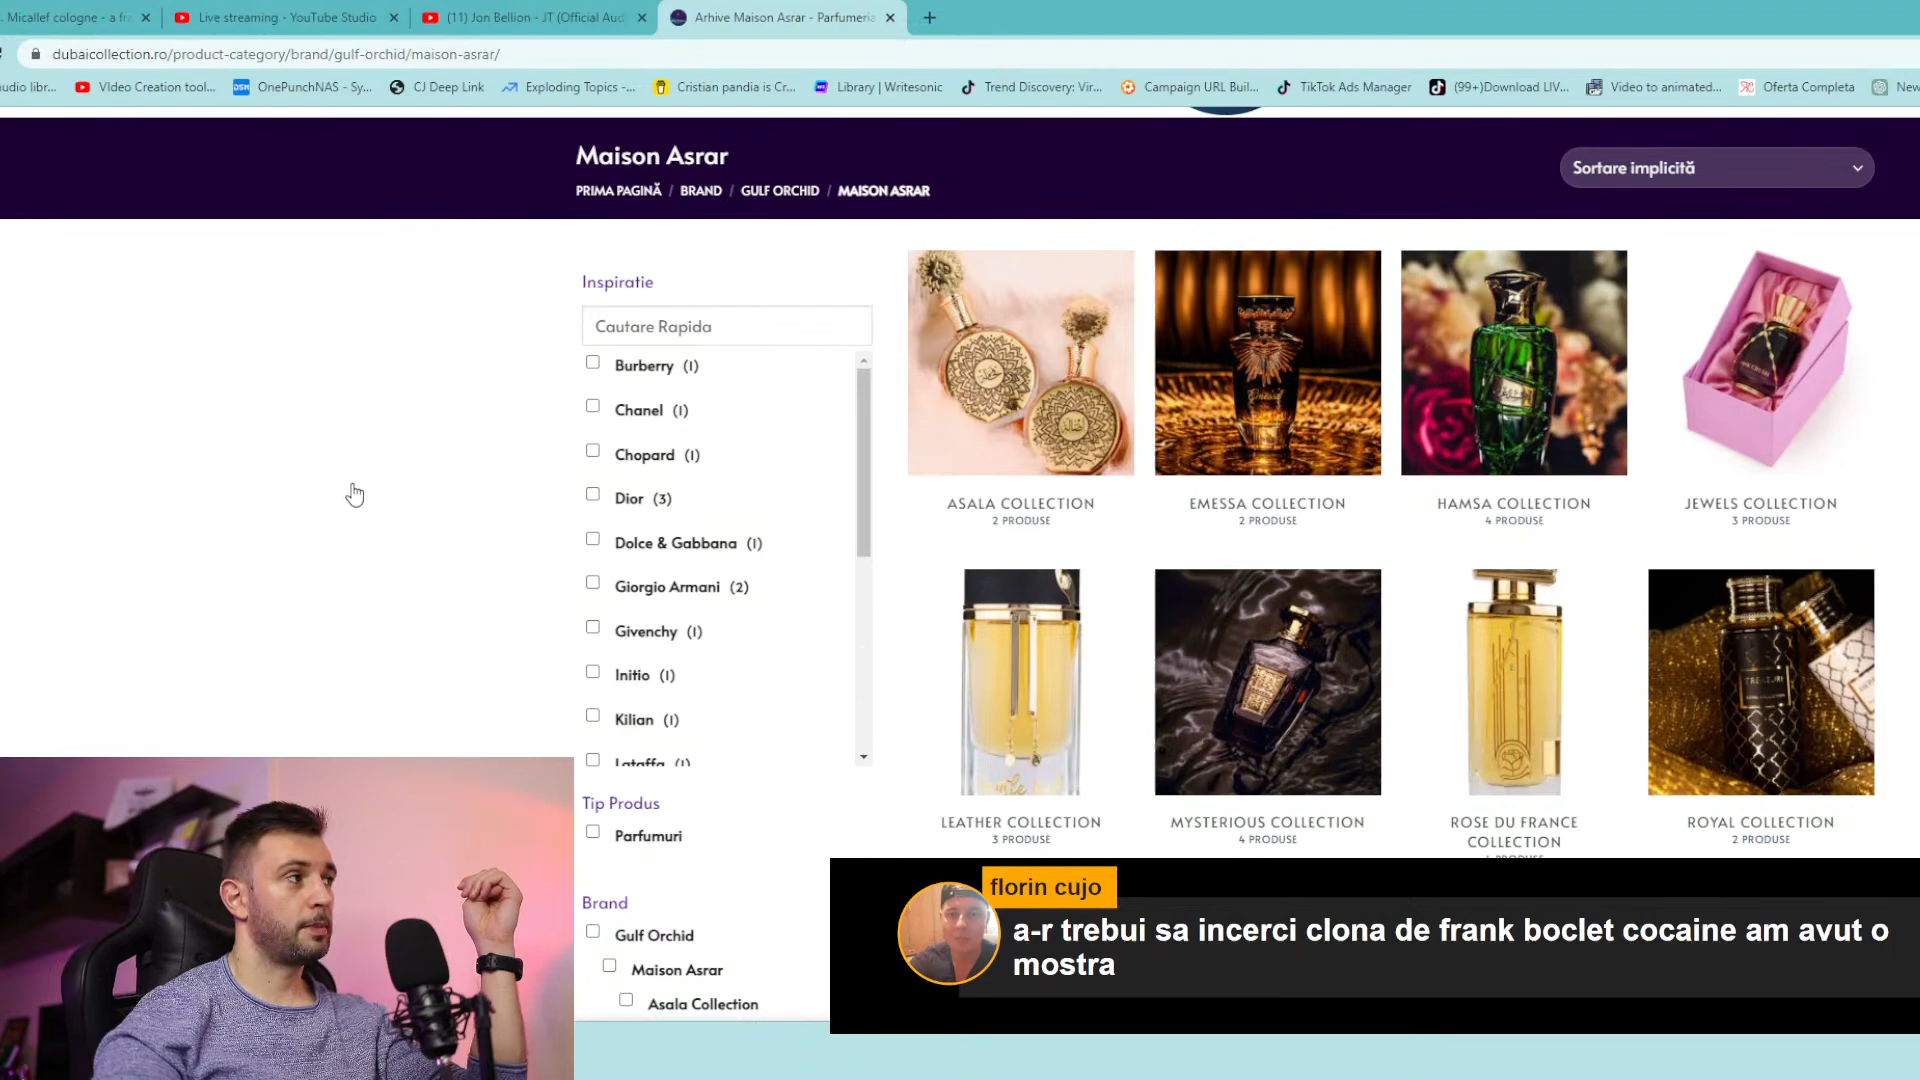 . Micallef cologne - a fra
Live streaming - YouTube Studio
(11) Jon Bellion - JT (Official Aud
Arhive Maison Asrar - Parfumeria
dubaicollection.ro/product-category/brand/gulf-orchid/maison-asrar/
udio libr...
VIdeo Creation tool...
DSM
OnePunchNAS - Sy...
CJ Deep Link
Exploding Topics -...
Cristian pandia is Cr...
Library | Writesonic
Trend Discovery: Vir...
Campaign URL Buil...
TikTok Ads Manager
(99+)Download LIV...
Video to animated...
Oferta Completa
New
Maison Asrar
PRIMA PAGINĂ / BRAND / GULF ORCHID / MAISON ASRAR
Sortare implicită
Inspiratie
Cautare Rapida
Burberry (1)
Chanel (1)
Chopard (1)
Dior (3)
Dolce & Gabbana (1)
Giorgio Armani (2)
Givenchy (1)
Initio (1)
Kilian (1)
Lataffa (1)
Tip Produs
Parfumuri
Brand
Gulf Orchid
Maison Asrar
Asala Collection
ASALA COLLECTION
2 PRODUSE
EMESSA COLLECTION
2 PRODUSE
HAMSA COLLECTION
4 PRODUSE
JEWELS COLLECTION
3 PRODUSE
LEATHER COLLECTION
3 PRODUSE
MYSTERIOUS COLLECTION
4 PRODUSE
ROSE DU FRANCE
COLLECTION
ROYAL COLLECTION
2 PRODUSE
florin cujo
a-r trebui sa incerci clona de frank boclet cocaine am avut o
mostra